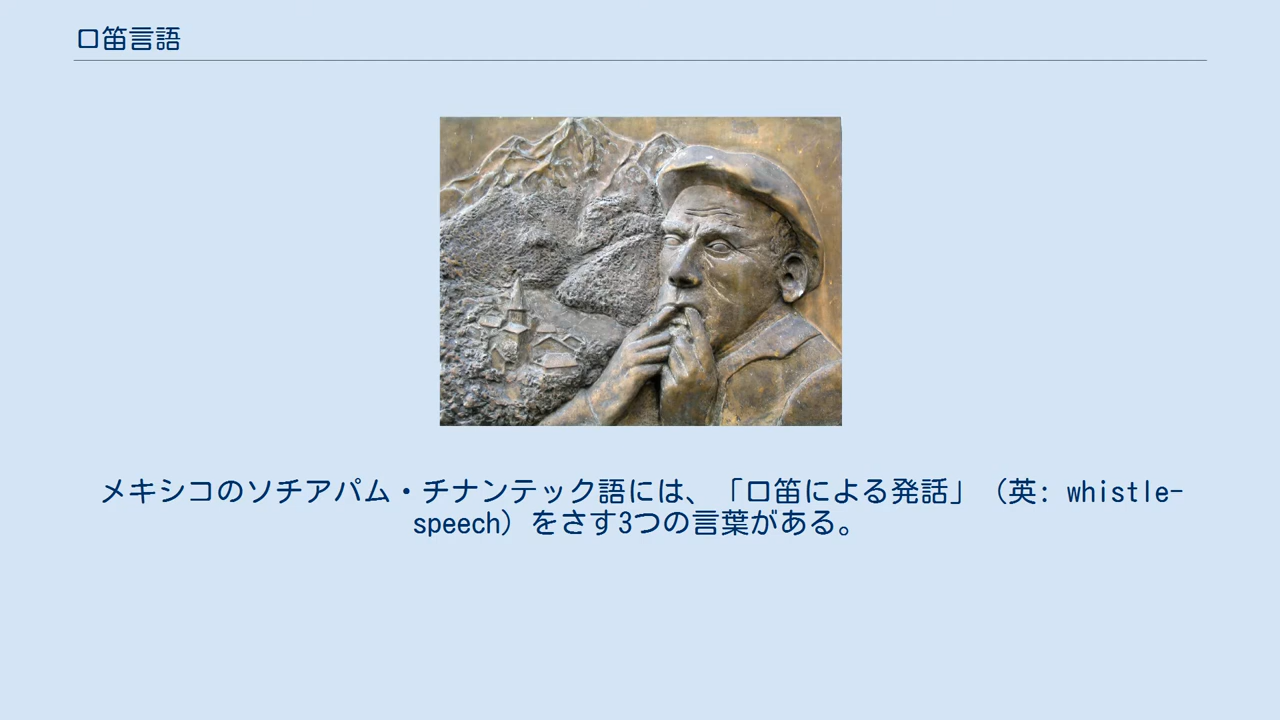 口笛言語
メキシコのソチアパム・チナンテック語には、「口笛による発話」（英: whistle-
speech）をさす3つの言葉がある。